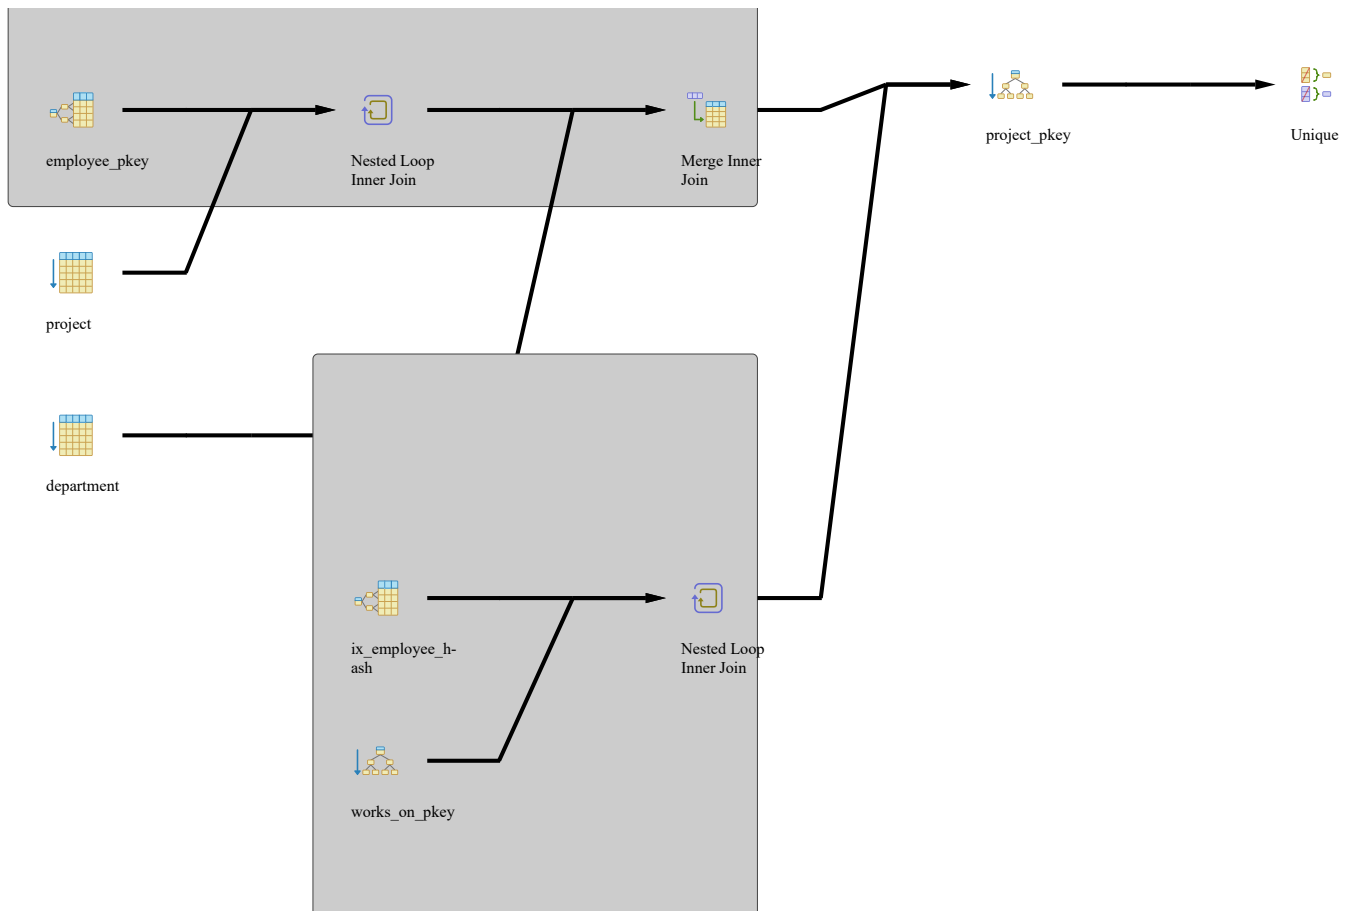 employee_pkey
Nested Loop
Inner Join
Merge Inner
Join
project_pkey
Unique
project
department
ix_employee_h-
ash
Nested Loop
Inner Join
works_on_pkey